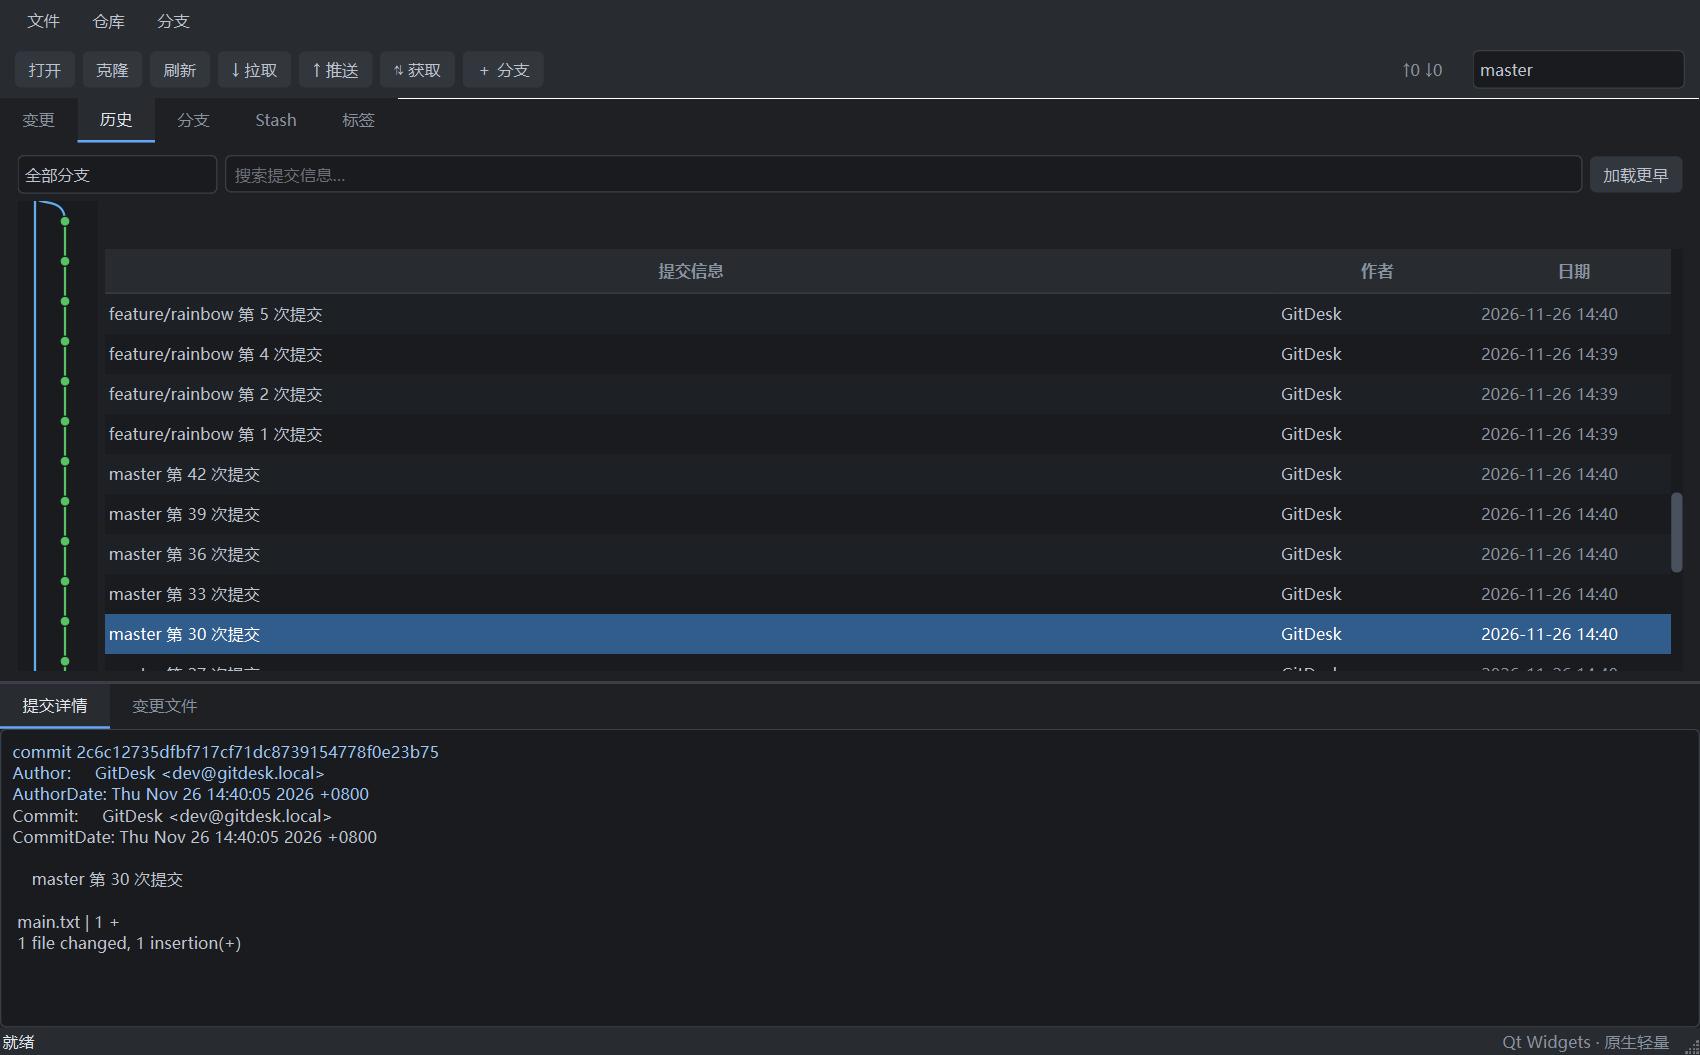 文件 仓库 分支
打开 克隆 刷新 ↓拉取 ↑推送 ⇅获取 + 分支 ↑0 ↓0 master
变更 历史 分支 Stash 标签
全部分支 搜索提交信息... 加载更早
提交信息 作者 日期
feature/rainbow 第 5 次提交 GitDesk 2026-11-26 14:40
feature/rainbow 第 4 次提交 GitDesk 2026-11-26 14:39
feature/rainbow 第 2 次提交 GitDesk 2026-11-26 14:39
feature/rainbow 第 1 次提交 GitDesk 2026-11-26 14:39
master 第 42 次提交 GitDesk 2026-11-26 14:40
master 第 39 次提交 GitDesk 2026-11-26 14:40
master 第 36 次提交 GitDesk 2026-11-26 14:40
master 第 33 次提交 GitDesk 2026-11-26 14:40
master 第 30 次提交 GitDesk 2026-11-26 14:40
提交详情 变更文件
commit 2c6c12735dfbf717cf71dc8739154778f0e23b75
Author: GitDesk <dev@gitdesk.local>
AuthorDate: Thu Nov 26 14:40:05 2026 +0800
Commit: GitDesk <dev@gitdesk.local>
CommitDate: Thu Nov 26 14:40:05 2026 +0800
master 第 30 次提交
main.txt | 1 +
1 file changed, 1 insertion(+)
就绪 Qt Widgets · 原生轻量